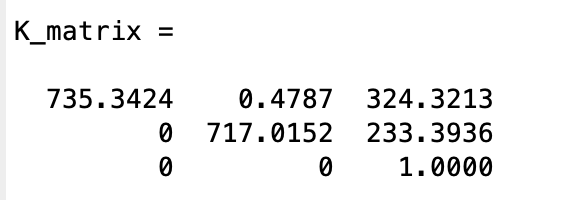 K_matrix =
735.3424 0.4787 324.3213
0 717.0152 233.3936
0 0 1.0000